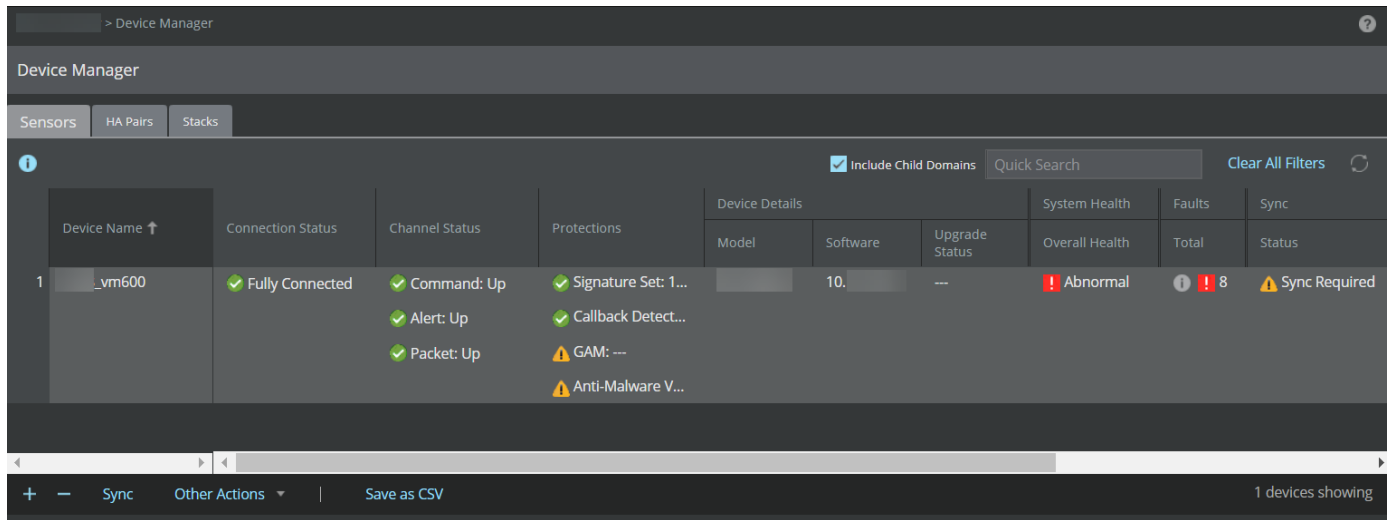 > Device Manager
Device Manager
Sensors HA Pairs Stacks
Include Child Domains Quick Search Clear All Filters
Device Details System Health Faults Sync
Device Name Connection Status Channel Status Protections
Model Software Upgrade Status Overall Health Total Status
1 _vm600 Fully Connected Command: Up Signature Set: 1... 10. --- Abnormal 8 Sync Required
Alert: Up Callback Detect...
Packet: Up GAM: ---
Anti-Malware V...
+ − Sync Other Actions | Save as CSV 1 devices showing